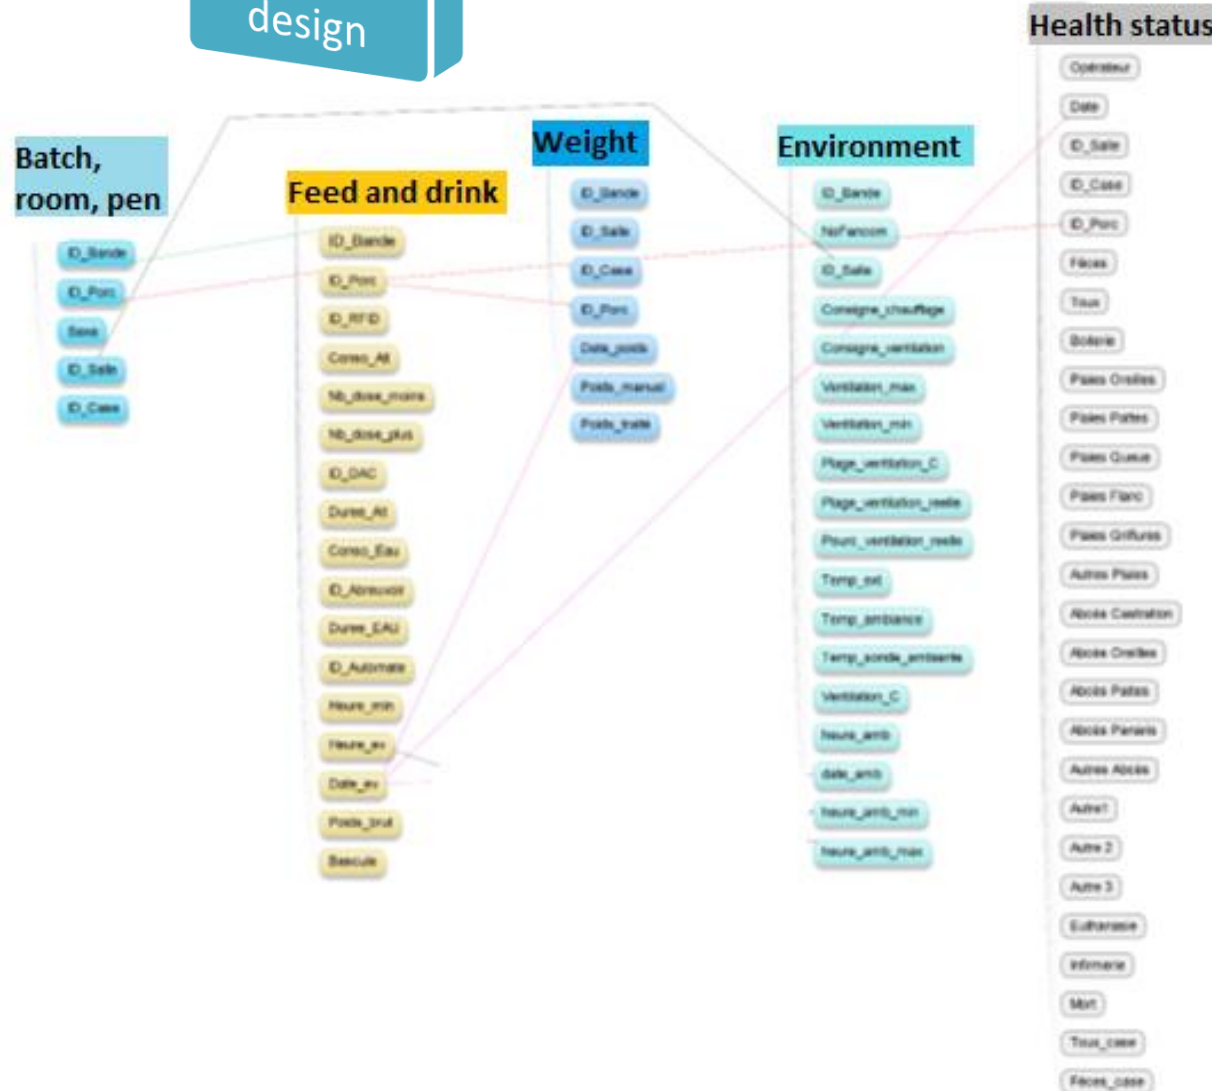 design
Batch,
room, pen
ID_Bande
ID_Porc
Sexe
ID_Salle
ID_Case
Feed and drink
ID_Bande
ID_Porc
ID_RFID
Conso_Alt
Nb_dose_moins
Nb_dose_plus
ID_DAC
Duree_Alt
Conso_Eau
ID_Abreuvoir
Duree_EAU
ID_Automate
Heure_min
Heure_ev
Date_ev
Poids_brut
Bascule
Weight
ID_Bande
ID_Salle
ID_Case
ID_Porc
Date_poids
Poids_manuel
Poids_traite
Environment
ID_Bande
NoFancom
ID_Salle
Consigne_chauffage
Consigne_ventilation
Ventilation_max
Ventilation_min
Plage_ventilation_C
Plage_ventilation_reelle
Pourc_ventilation_reelle
Temp_ext
Temp_ambiance
Temp_sonde_ambiante
Ventilation_C
heure_amb
date_amb
heure_amb_min
heure_amb_max
Health status
Opérateur
Date
ID_Salle
ID_Case
ID_Porc
Fèces
Toux
Boiterie
Plaies Oreilles
Plaies Pattes
Plaies Queue
Plaies Flanc
Plaies Griffures
Autres Plaies
Abcès Castration
Abcès Oreilles
Abcès Pattes
Abcès Panaris
Autres Abcès
Autre1
Autre 2
Autre 3
Euthanasie
Infirmerie
Mort
Toux_case
Fèces_case